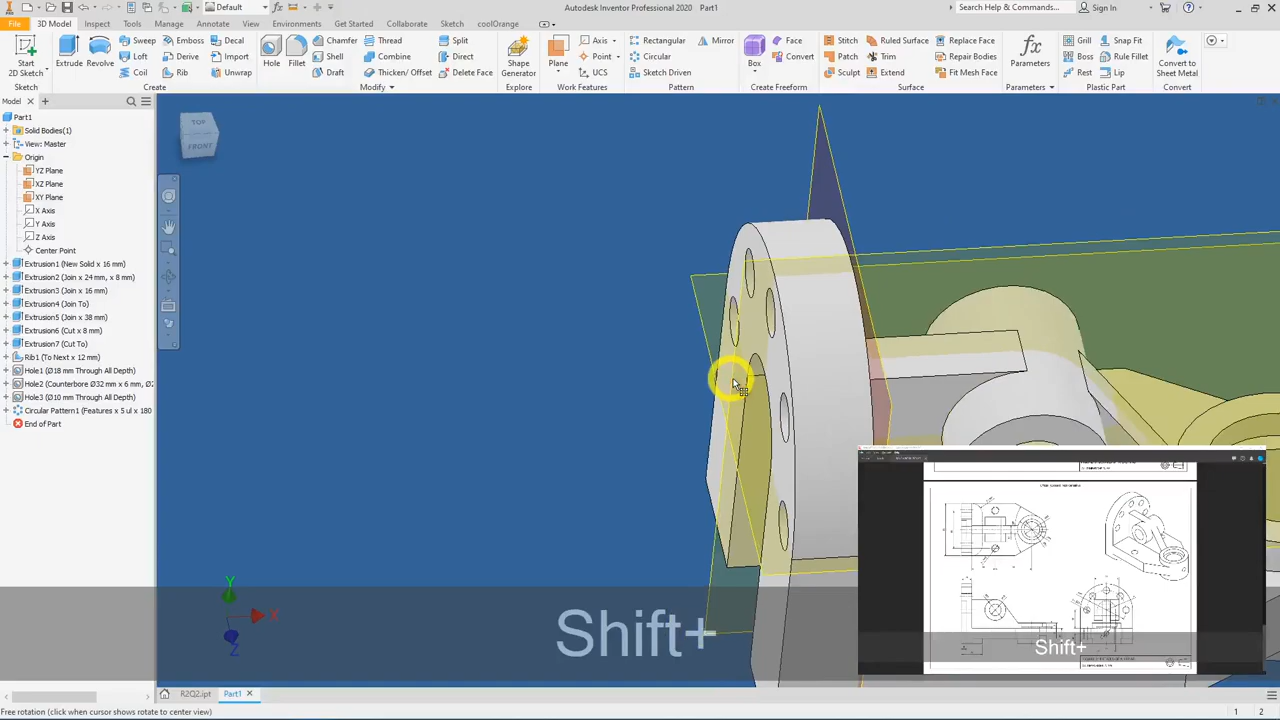 Default
Autodesk Inventor Professional 2020 Part1
Search Help & Commands...
Sign In
File 3D Model Inspect Tools Manage Annotate View Environments Get Started Collaborate Sketch coolOrange
Start
2D Sketch
Sketch
Extrude
Revolve
Sweep
Loft
Coil
Emboss
Derive
Rib
Decal
Import
Unwrap
Create
Hole
Fillet
Chamfer
Shell
Draft
Thread
Combine
Thicken/ Offset
Split
Direct
Delete Face
Modify
Shape
Generator
Explore
Plane
Axis
Point
UCS
Work Features
Rectangular
Circular
Sketch Driven
Mirror
Pattern
Box
Face
Convert
Create Freeform
Stitch
Patch
Sculpt
Ruled Surface
Trim
Extend
Replace Face
Repair Bodies
Fit Mesh Face
Surface
fx
Parameters
Parameters
Grill
Boss
Rest
Snap Fit
Rule Fillet
Lip
Plastic Part
Convert to
Sheet Metal
Convert
Model
Part1
Solid Bodies(1)
View: Master
Origin
YZ Plane
XZ Plane
XY Plane
X Axis
Y Axis
Z Axis
Center Point
Extrusion1 (New Solid x 16 mm)
Extrusion2 (Join x 24 mm, x 8 mm)
Extrusion3 (Join x 16 mm)
Extrusion4 (Join To)
Extrusion5 (Join x 38 mm)
Extrusion6 (Cut x 8 mm)
Extrusion7 (Cut To)
Rib1 (To Next x 12 mm)
Hole1 (Ø18 mm Through All)
Hole2 (Counterbore Ø32 mm x 6 mm, Ø2
Hole3 (Ø10 mm Through All)
Circular Pattern1 (Features x 5 ul x 180
End of Part
TOP
FRONT
Y
X
Z
Shift+
Shift+
R2Q2.ipt Part1
Free rotation (click when cursor shows rotate to center view)
1 2